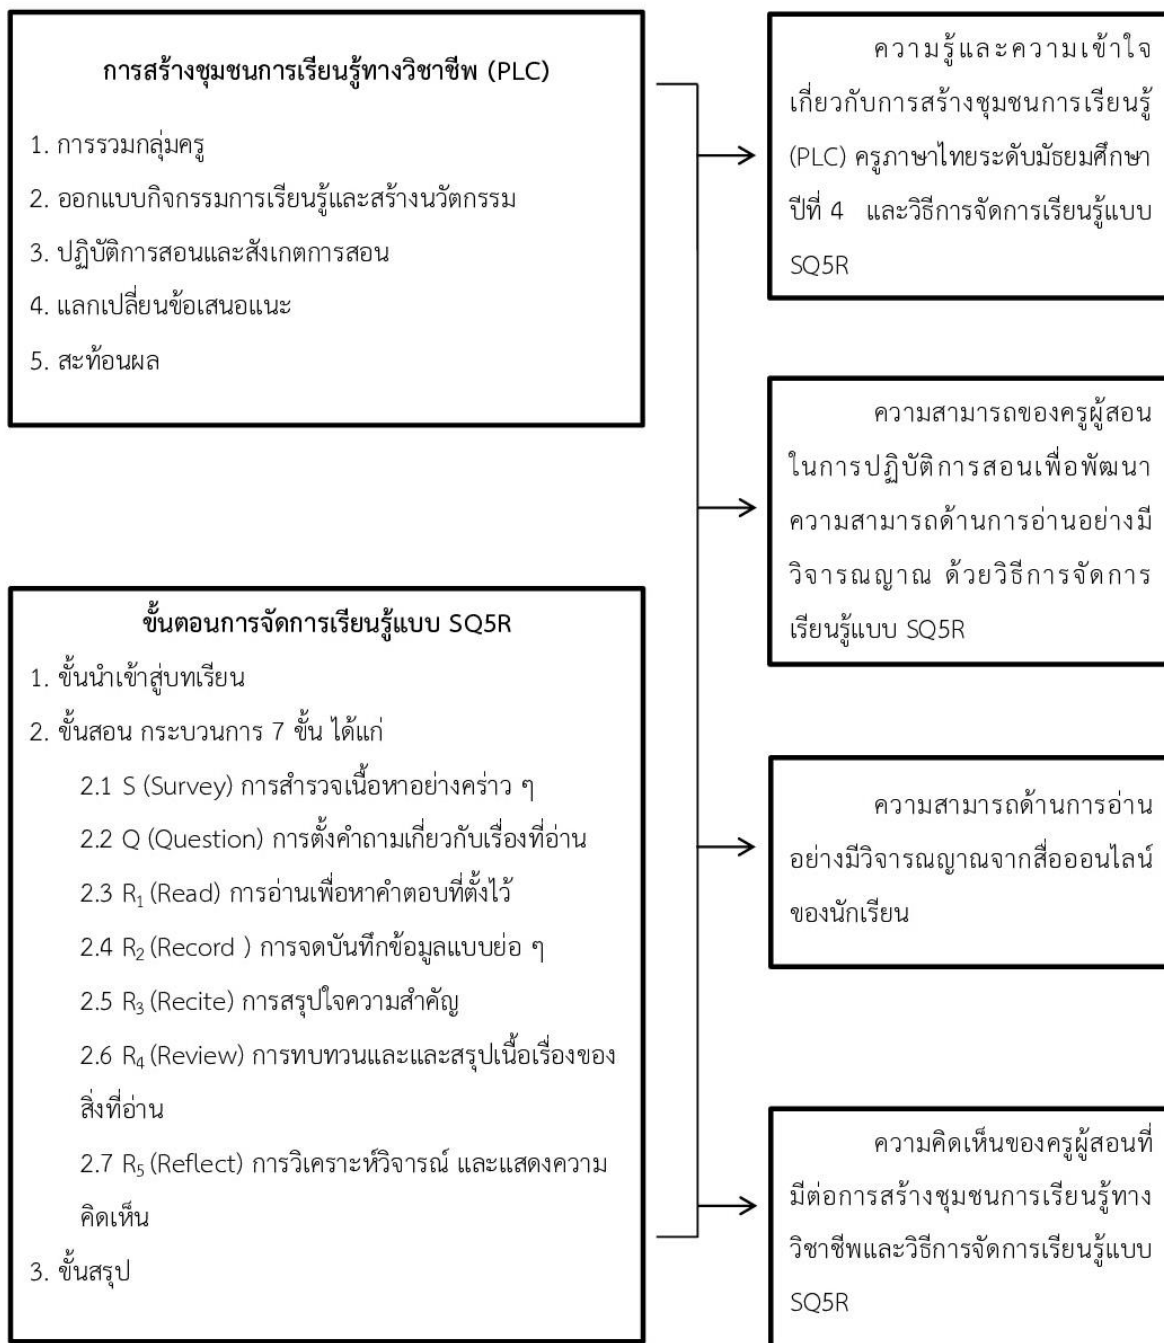 การสร้างชุมชนการเรียนรู้ทางวิชาชีพ (PLC)
1. การรวมกลุ่มครู
2. ออกแบบกิจกรรมการเรียนรู้และสร้างนวัตกรรม
3. ปฏิบัติการสอนและสังเกตการสอน
4. แลกเปลี่ยนข้อเสนอแนะ
5. สะท้อนผล
ขั้นตอนการจัดการเรียนรู้แบบ SQ5R
1. ขั้นนำเข้าสู่บทเรียน
2. ขั้นสอน กระบวนการ 7 ขั้น ได้แก่
2.1 S (Survey) การสำรวจเนื้อหาอย่างคร่าว ๆ
2.2 Q (Question) การตั้งคำถามเกี่ยวกับเรื่องที่อ่าน
2.3 R₁ (Read) การอ่านเพื่อหาคำตอบที่ตั้งไว้
2.4 R₂ (Record ) การจดบันทึกข้อมูลแบบย่อ ๆ
2.5 R₃ (Recite) การสรุปใจความสำคัญ
2.6 R₄ (Review) การทบทวนและและสรุปเนื้อเรื่องของ
สิ่งที่อ่าน
2.7 R₅ (Reflect) การวิเคราะห์วิจารณ์ และแสดงความ
คิดเห็น
3. ขั้นสรุป
ความรู้และความเข้าใจ
เกี่ยวกับการสร้างชุมชนการเรียนรู้
(PLC) ครูภาษาไทยระดับมัธยมศึกษา
ปีที่ 4 และวิธีการจัดการเรียนรู้แบบ
SQ5R
ความสามารถของครูผู้สอน
ในการปฏิบัติการสอนเพื่อพัฒนา
ความสามารถด้านการอ่านอย่างมี
วิจารณญาณ ด้วยวิธีการจัดการ
เรียนรู้แบบ SQ5R
ความสามารถด้านการอ่าน
อย่างมีวิจารณญาณจากสื่อออนไลน์
ของนักเรียน
ความคิดเห็นของครูผู้สอนที่
มีต่อการสร้างชุมชนการเรียนรู้ทาง
วิชาชีพและวิธีการจัดการเรียนรู้แบบ
SQ5R